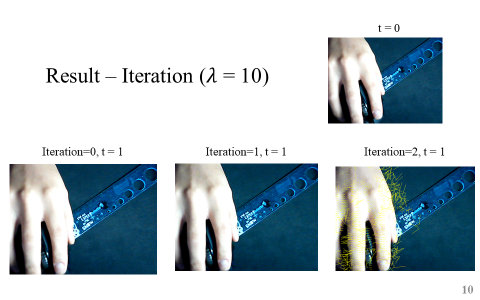 t = 0
Result – Iteration (λ = 10)
Iteration=0, t = 1
Iteration=1, t = 1
Iteration=2, t = 1
10